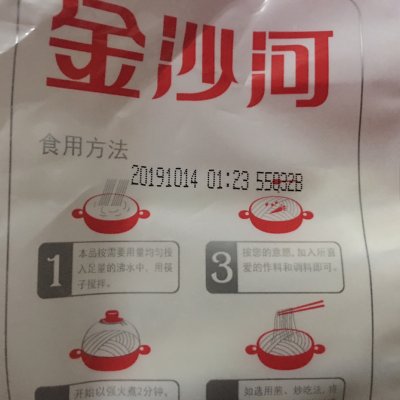 金沙河
食用方法
20191014 01:23 55Q32B
1
本品按需要用量均匀投
入足量的沸水中、用筷
子搅拌。
3
按您的意愿,加入所喜
爱的作料和调料即可。
开始以强火煮2分钟、
如选用煎、炒吃法,